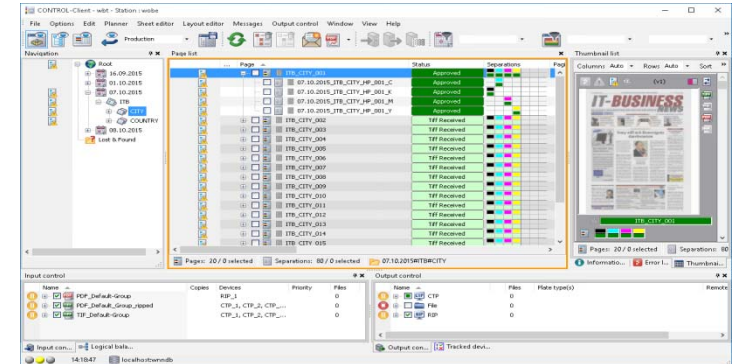 CONTROL-Client - wbt - Station : webe
File Options Edit Planner Sheet editor Layout editor Messages Output control Window View Help
Production
Navigation
Root
16.09.2015
01.10.2015
07.10.2015
ITB
CITY
COUNTRY
08.10.2015
Lost & Found
Page list
... Page Status Separations Pagi
ITB_CITY_001 Approved
07.10.2015_ITB_CITY_HP_001_C Approved
07.10.2015_ITB_CITY_HP_001_K Approved
07.10.2015_ITB_CITY_HP_001_M Approved
07.10.2015_ITB_CITY_HP_001_Y Approved
ITB_CITY_002 Tiff Received
ITB_CITY_003 Tiff Received
ITB_CITY_004 Tiff Received
ITB_CITY_005 Tiff Received
ITB_CITY_006 Tiff Received
ITB_CITY_007 Tiff Received
ITB_CITY_008 Tiff Received
ITB_CITY_009 Tiff Received
ITB_CITY_010 Tiff Received
ITB_CITY_011 Tiff Received
ITB_CITY_012 Tiff Received
ITB_CITY_013 Tiff Received
ITB_CITY_014 Tiff Received
ITB CITY 015 Tiff Received
Pages: 20 / 0 selected Separations: 80 / 0 selected 07.10.2015#ITB#CITY
Thumbnail list
Columns Auto Rows Auto Sort
(v1)
IT-BUSINESS
ITB_CITY_001
Pages: 20 / 0 selected Separations: 80
Informatio... Error l... Thumbnai...
Input control
Name Copies Devices Priority Files
PDF_Default-Group RIP_1 0
PDF_Default_Group_ripped CTP_1, CTP_2, CTP_... 0
TIF_Default-Group CTP_1, CTP_2, CTP_... 0
Input con... Logical bala...
Output control
Name Files Plate type(s) Remote
CTP 0
File 0
RIP 0
Output con... Tracked devi...
14:18:47 localhost:wnndb